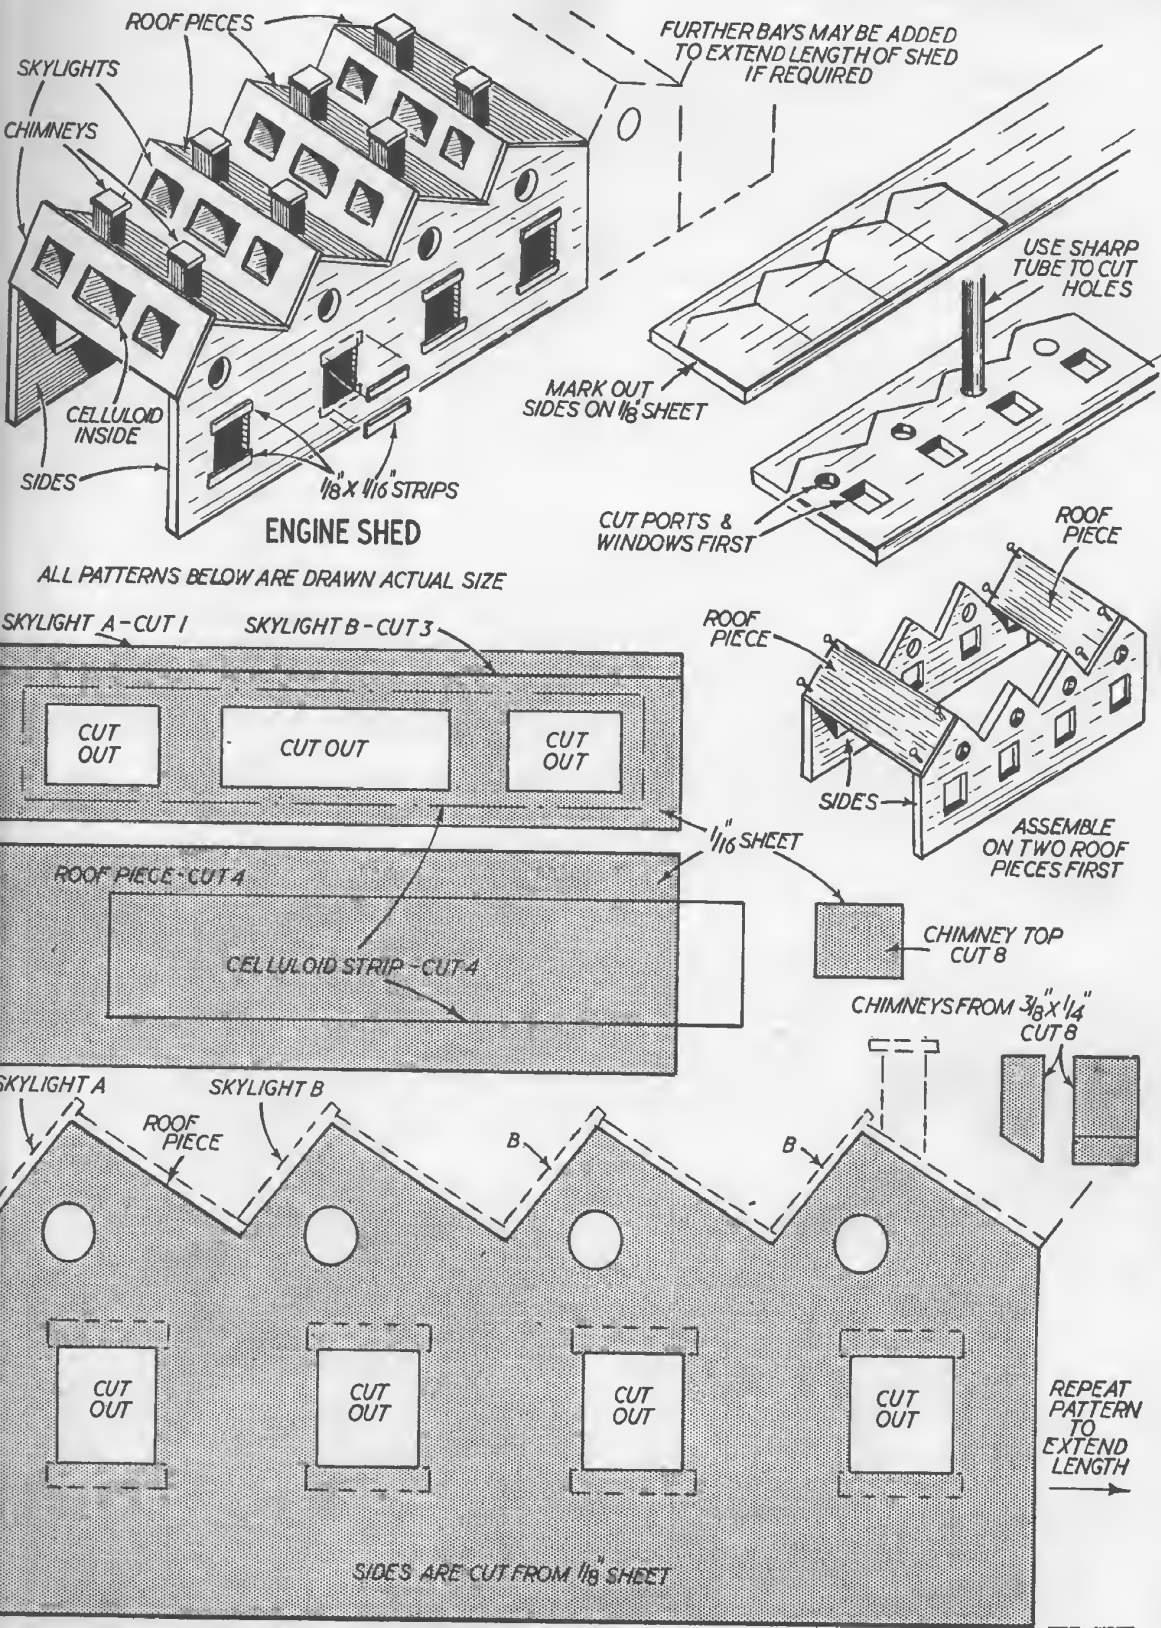 ROOF PIECES
SKYLIGHTS
CHIMNEYS
FURTHER BAYS MAY BE ADDED
TO EXTEND LENGTH OF SHED
IF REQUIRED
USE SHARP
TUBE TO CUT
HOLES
MARK OUT
SIDES ON 1/8" SHEET
CELLULOID
INSIDE
SIDES
1/8" X 1/16" STRIPS
ENGINE SHED
CUT PORTS &
WINDOWS FIRST
ROOF
PIECE
ALL PATTERNS BELOW ARE DRAWN ACTUAL SIZE
SKYLIGHT A - CUT 1
SKYLIGHT B - CUT 3
ROOF
PIECE
CUT
OUT
CUT OUT
CUT
OUT
SIDES
ASSEMBLE
ON TWO ROOF
PIECES FIRST
1/16" SHEET
ROOF PIECE - CUT 4
CELLULOID STRIP - CUT 4
CHIMNEY TOP
CUT 8
CHIMNEYS FROM 3/8" X 1/4"
CUT 8
SKYLIGHT A
ROOF
PIECE
SKYLIGHT B
B
B
CUT
OUT
CUT
OUT
CUT
OUT
CUT
OUT
REPEAT
PATTERN
TO
EXTEND
LENGTH
SIDES ARE CUT FROM 1/8" SHEET